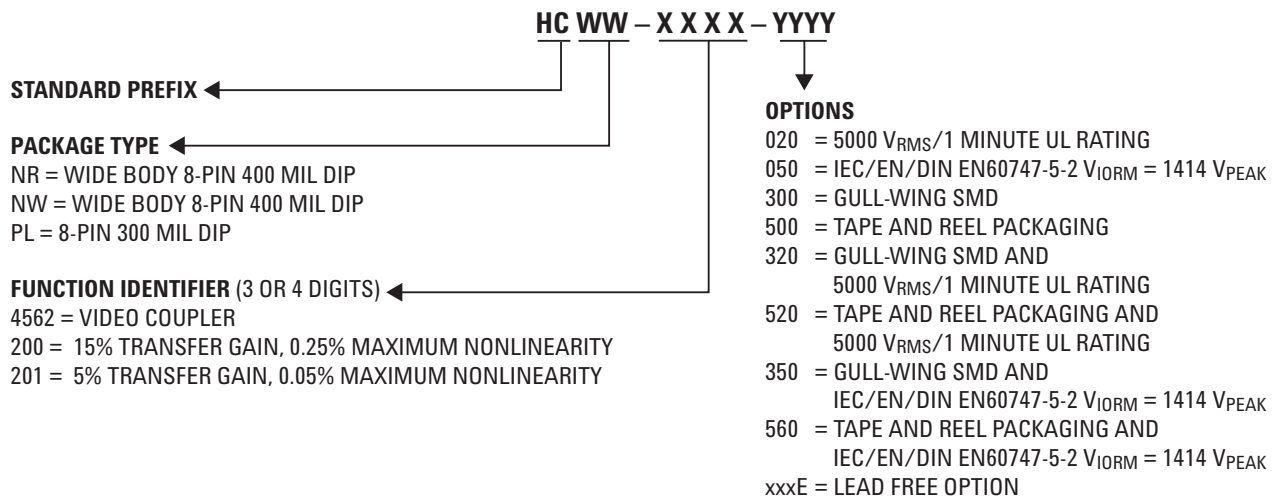 HC WW – X X X X – YYYY
STANDARD PREFIX
PACKAGE TYPE
NR = WIDE BODY 8-PIN 400 MIL DIP
NW = WIDE BODY 8-PIN 400 MIL DIP
PL = 8-PIN 300 MIL DIP
FUNCTION IDENTIFIER (3 OR 4 DIGITS)
4562 = VIDEO COUPLER
200 = 15% TRANSFER GAIN, 0.25% MAXIMUM NONLINEARITY
201 = 5% TRANSFER GAIN, 0.05% MAXIMUM NONLINEARITY
OPTIONS
020 = 5000 VRMS/1 MINUTE UL RATING
050 = IEC/EN/DIN EN60747-5-2 VIORM = 1414 VPEAK
300 = GULL-WING SMD
500 = TAPE AND REEL PACKAGING
320 = GULL-WING SMD AND
5000 VRMS/1 MINUTE UL RATING
520 = TAPE AND REEL PACKAGING AND
5000 VRMS/1 MINUTE UL RATING
350 = GULL-WING SMD AND
IEC/EN/DIN EN60747-5-2 VIORM = 1414 VPEAK
560 = TAPE AND REEL PACKAGING AND
IEC/EN/DIN EN60747-5-2 VIORM = 1414 VPEAK
xxxE = LEAD FREE OPTION